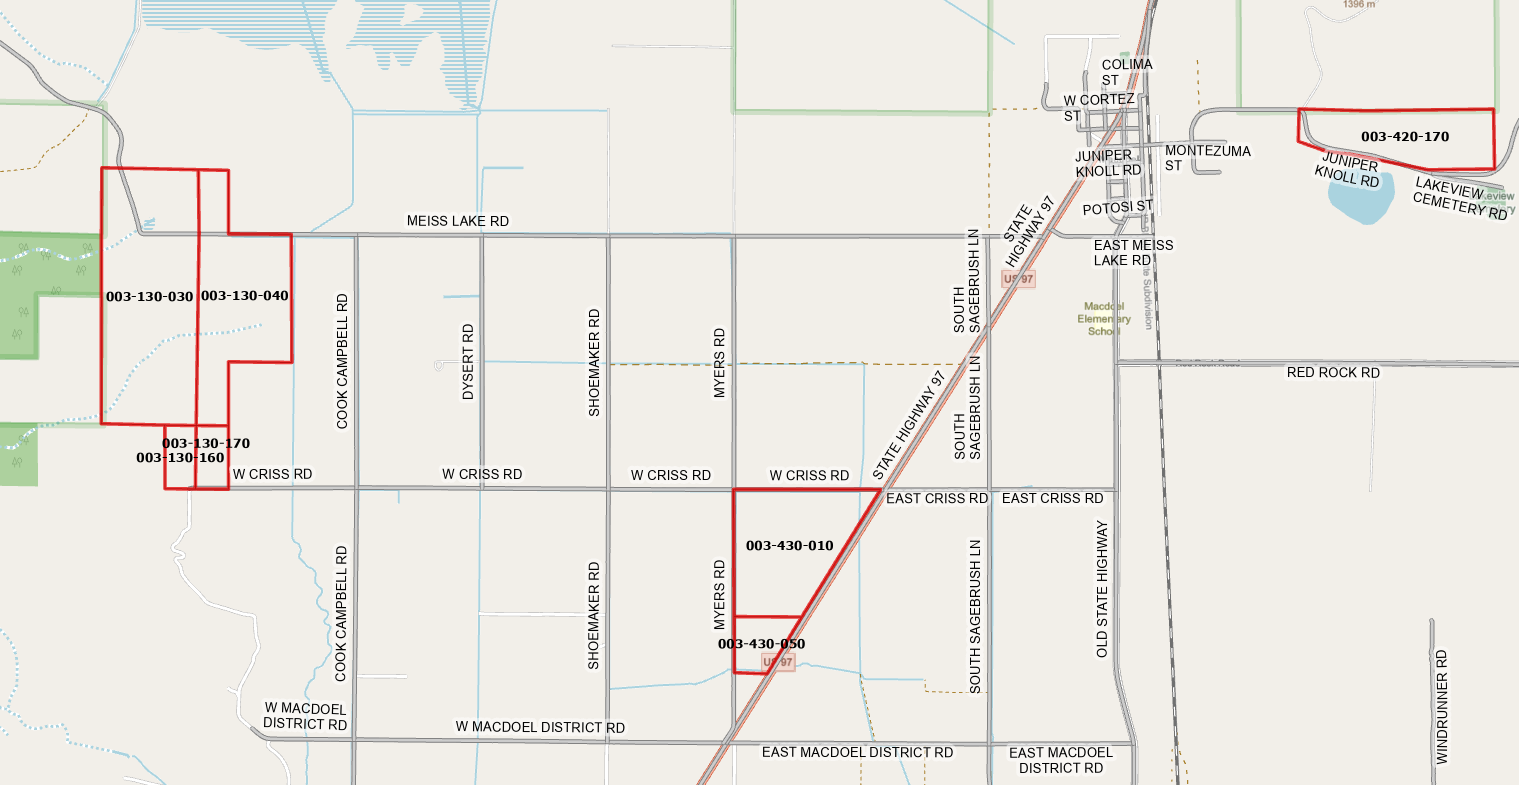 1396 m
COLIMA
ST
W CORTEZ
ST
003-420-170
JUNIPER
KNOLL RD
MONTEZUMA
ST
JUNIPER
KNOLL RD
LAKEVIEW
CEMETERY RD
POTOSI ST
MEISS LAKE RD
STATE
HIGHWAY 97
EAST MEISS
LAKE RD
US 97
SOUTH
SAGEBRUSH LN
003-130-030
003-130-040
Macdoel
Elementary
School
Subdivision
COOK CAMPBELL RD
DYSERT RD
SHOEMAKER RD
MYERS RD
RED ROCK RD
STATE HIGHWAY 97
SOUTH
SAGEBRUSH LN
003-130-170
003-130-160
W CRISS RD
W CRISS RD
W CRISS RD
W CRISS RD
EAST CRISS RD
EAST CRISS RD
003-430-010
COOK CAMPBELL RD
SHOEMAKER RD
MYERS RD
SOUTH SAGEBRUSH LN
OLD STATE HIGHWAY
003-430-050
US 97
WINDRUNNER RD
W MACDOEL
DISTRICT RD
W MACDOEL DISTRICT RD
EAST MACDOEL DISTRICT RD
EAST MACDOEL
DISTRICT RD